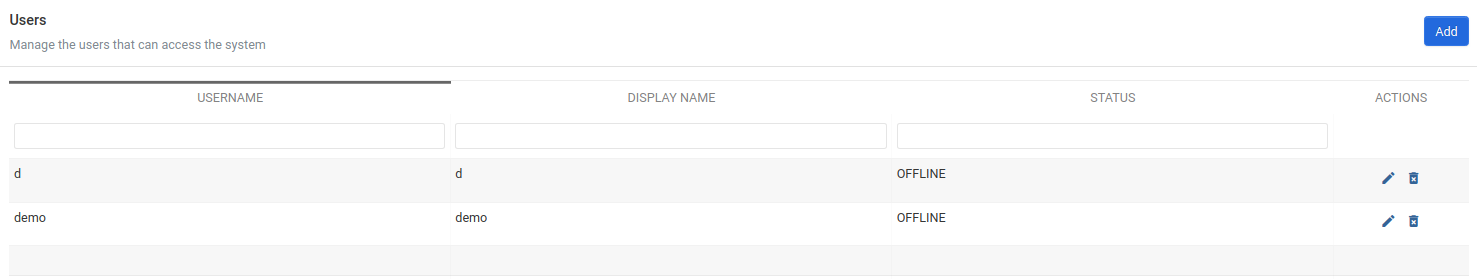 Users
Manage the users that can access the system
Add
USERNAME DISPLAY NAME STATUS ACTIONS
d d OFFLINE
demo demo OFFLINE